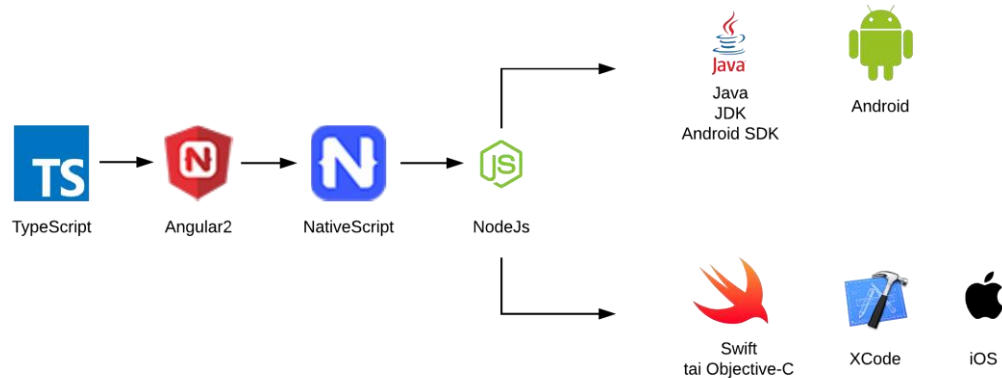 Java
Java
JDK
Android SDK
Android
TS
N
N
JS
TypeScript
Angular2
NativeScript
NodeJs
Swift
tai Objective-C
XCode
iOS